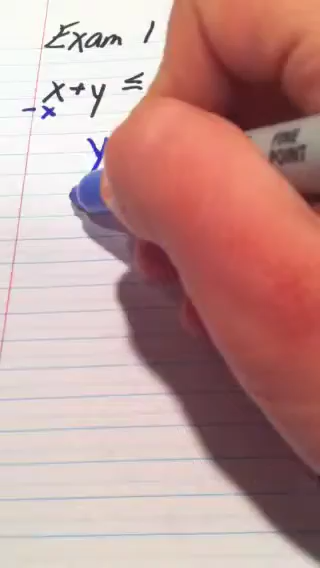 Exam 1
x+y ≤
-x
y
FINE
POINT